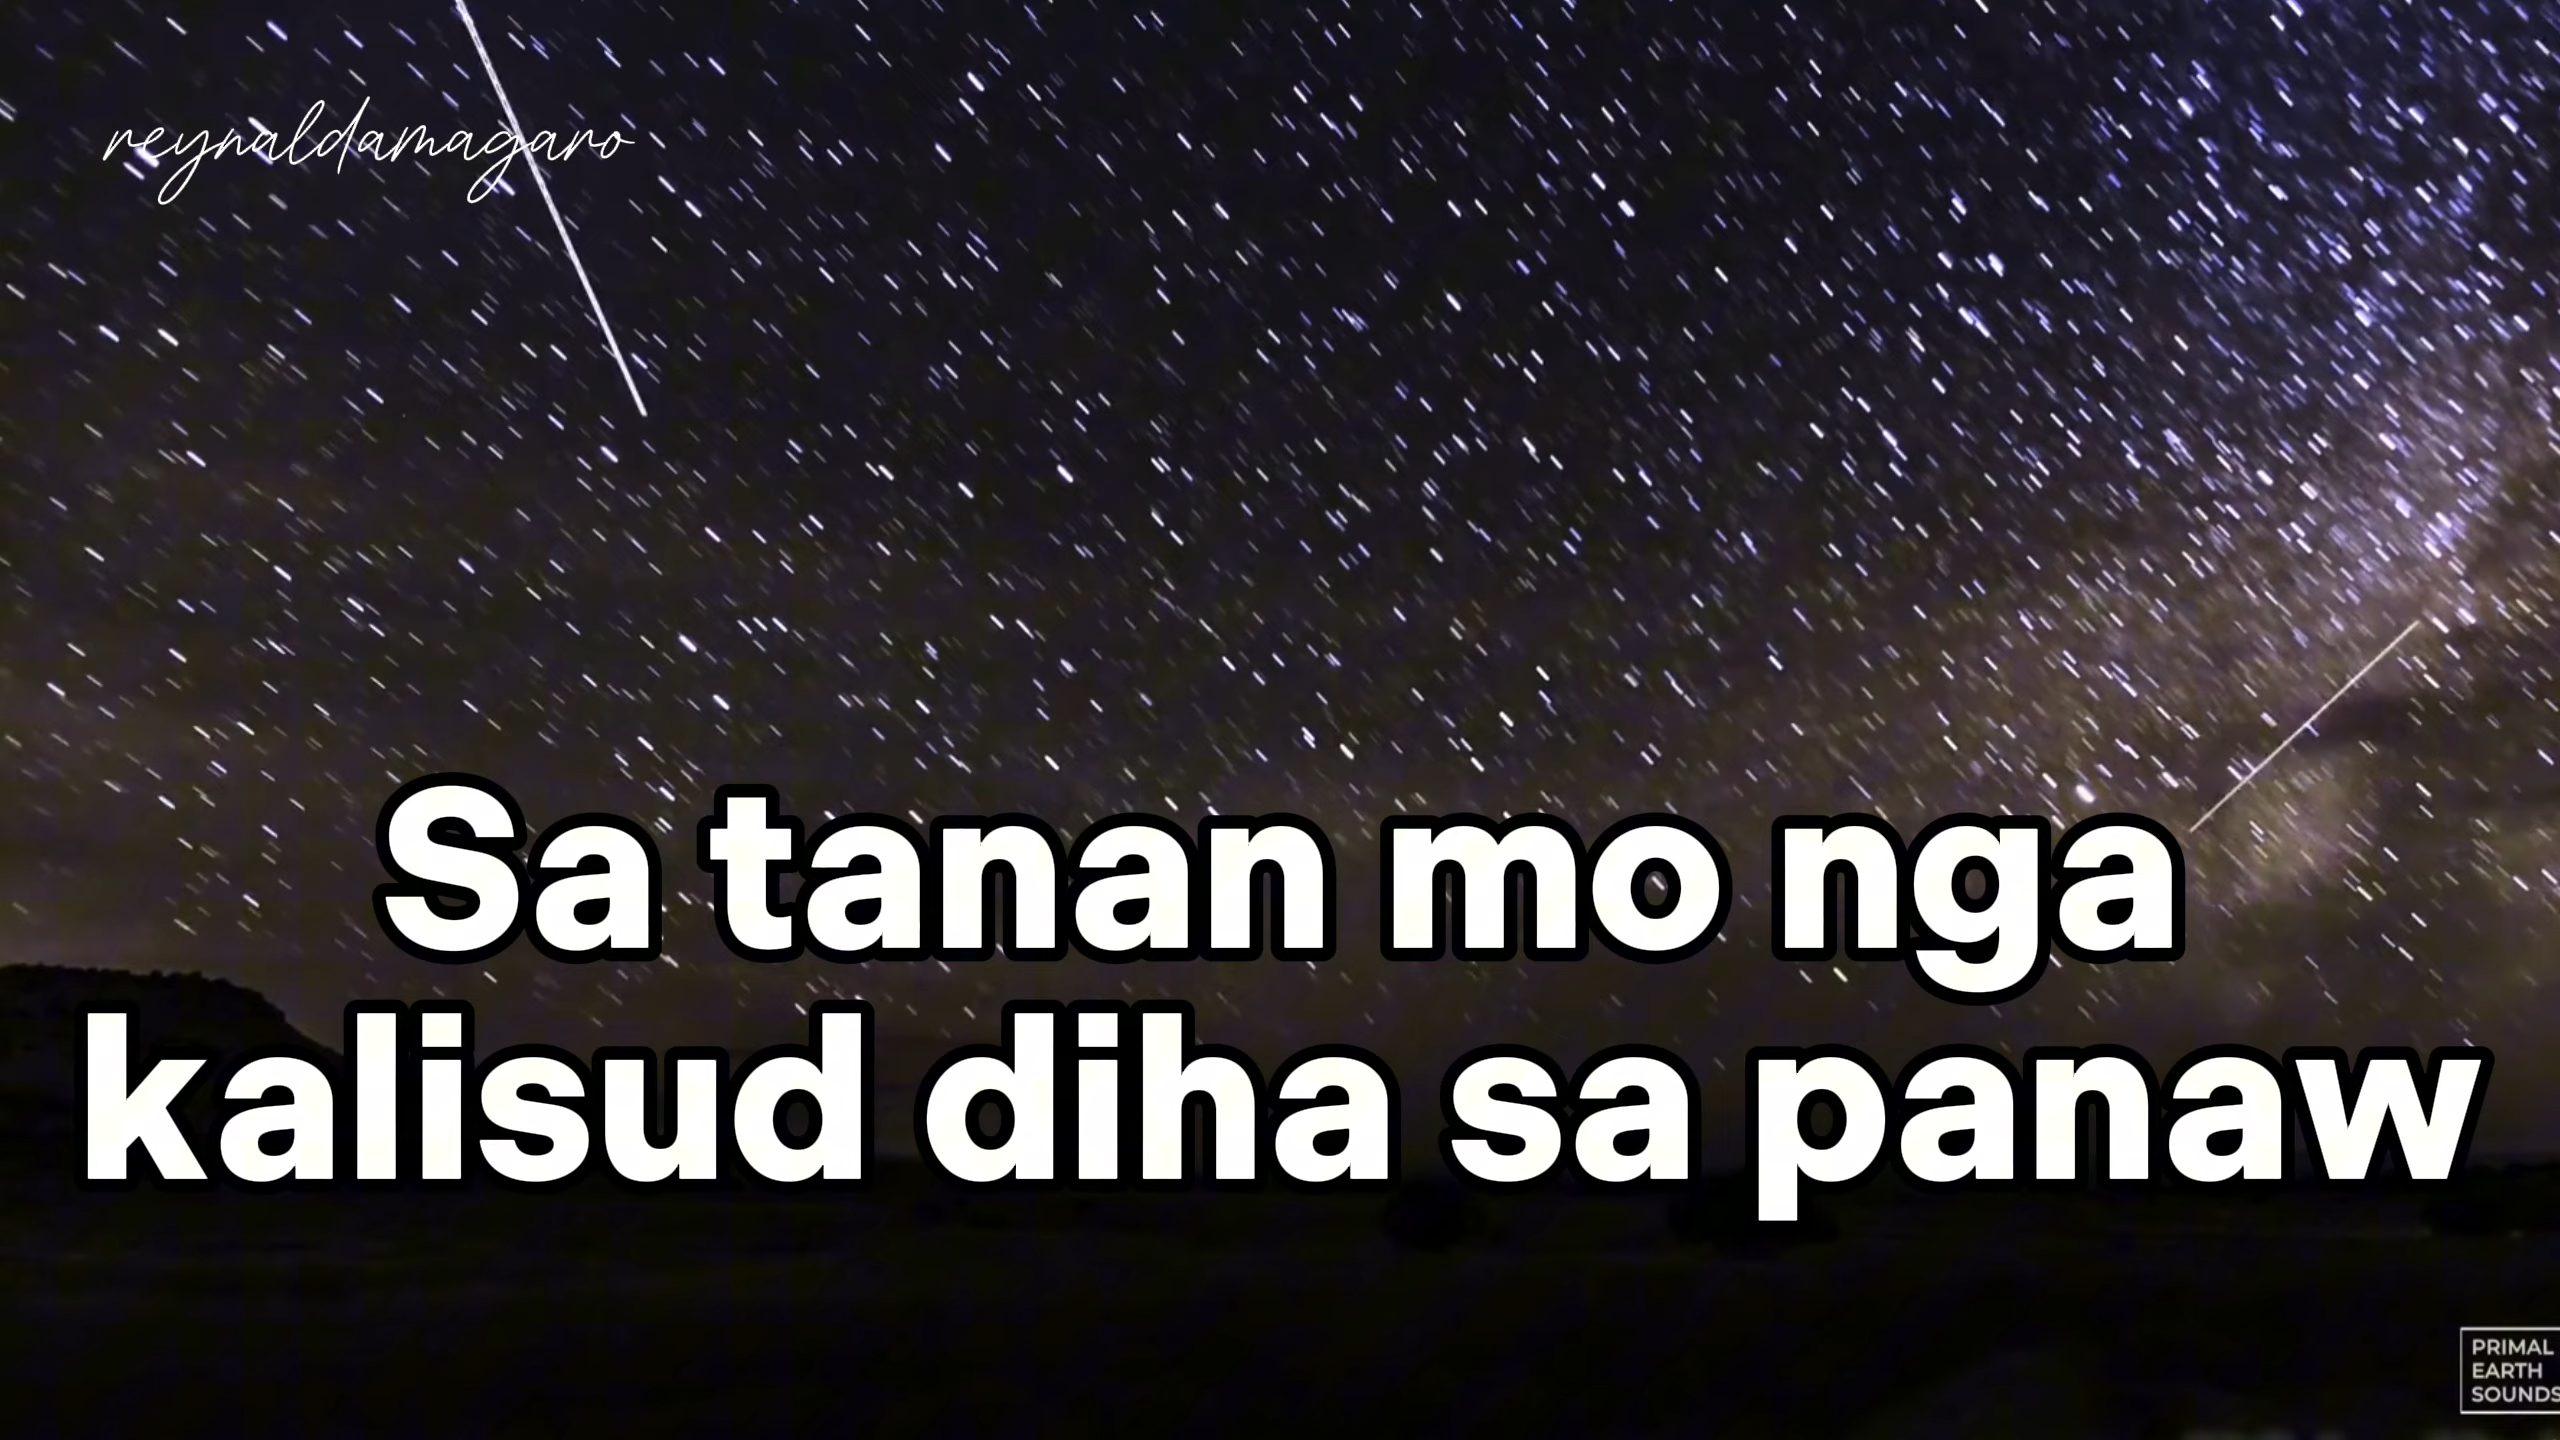 reynaldamagaro
Sa tanan mo nga
kalisud diha sa panaw
PRIMAL
EARTH
SOUNDS